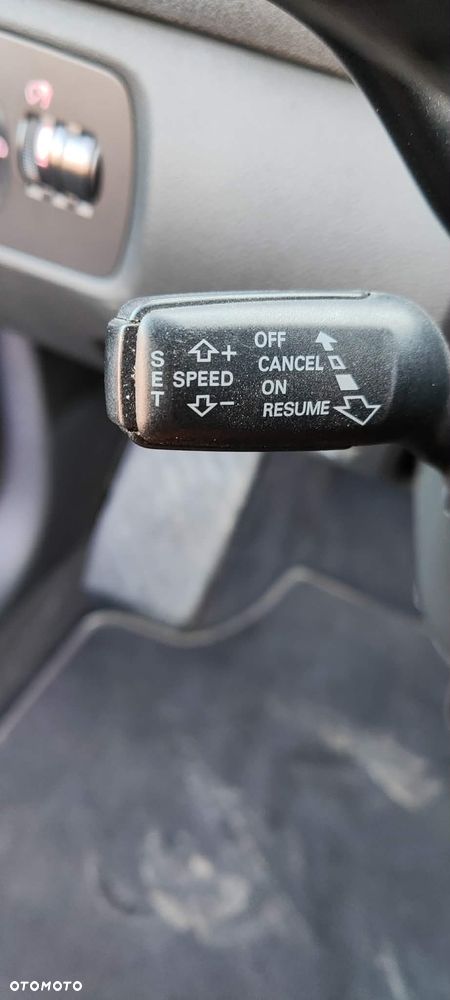 SET
SPEED
+
−
OFF
CANCEL
ON
RESUME
OTOMOTO